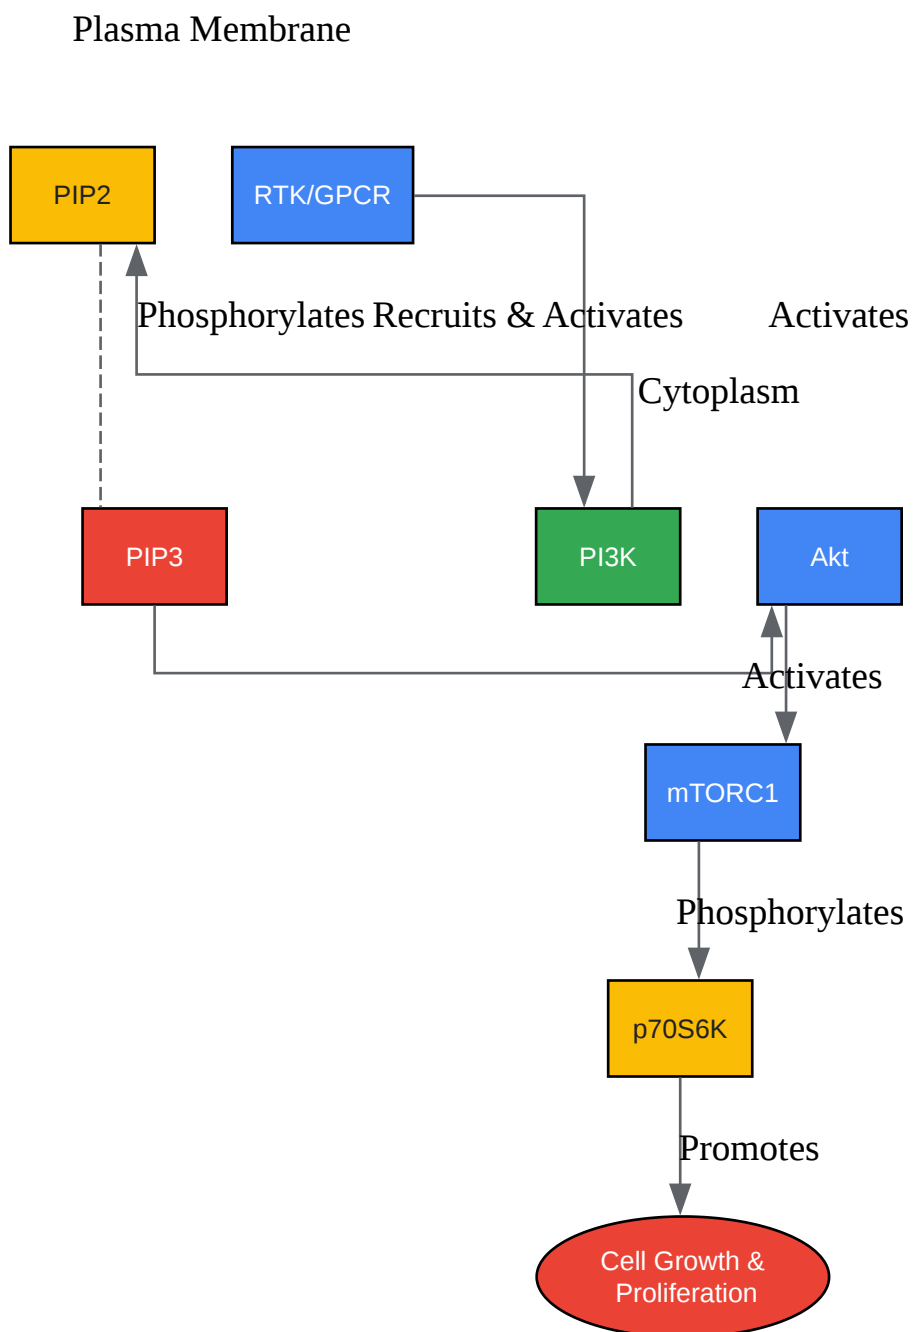 Plasma Membrane
PIP2
RTK/GPCR
Phosphorylates
Recruits & Activates
Activates
Cytoplasm
PIP3
PI3K
Akt
Activates
mTORC1
Phosphorylates
p70S6K
Promotes
Cell Growth &
Proliferation